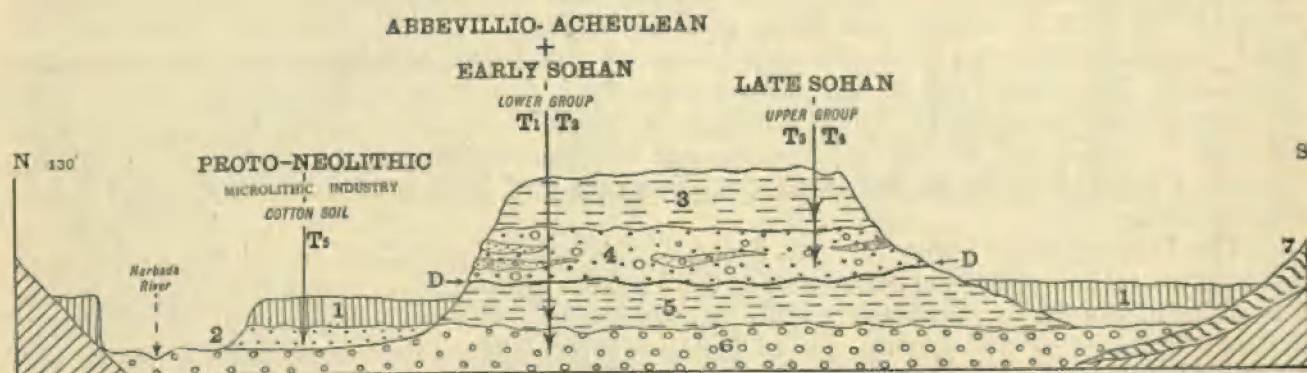 ABBEVILLIO-ACHEULEAN
+
EARLY SOHAN
LOWER GROUP
T1 T2
LATE SOHAN
UPPER GROUP
T3 T4
N 130'
S
PROTO-NEOLITHIC
MICROLITHIC INDUSTRY
COTTON SOIL
T5
Narbada
River
3
4
7
D
D
1
5
1
2
6